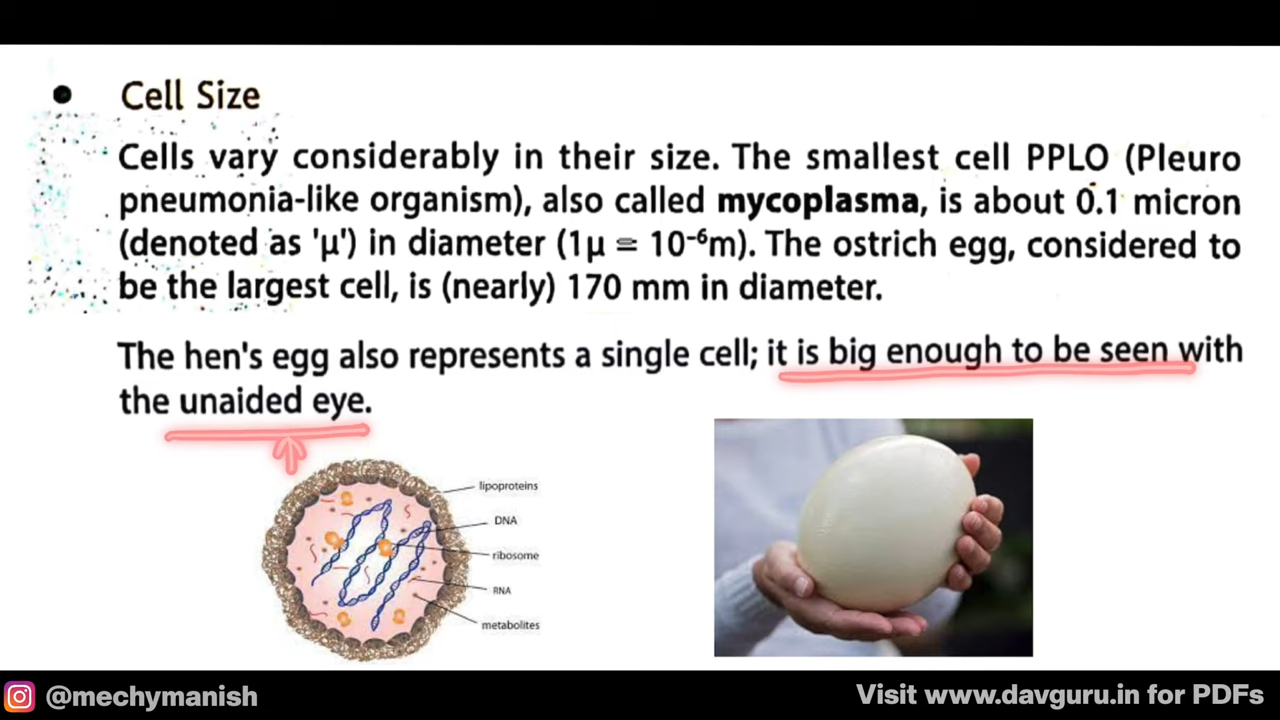 • Cell Size
Cells vary considerably in their size. The smallest cell PPLO (Pleuro
pneumonia-like organism), also called mycoplasma, is about 0.1 micron
(denoted as 'μ') in diameter (1μ = 10⁻⁶m). The ostrich egg, considered to
be the largest cell, is (nearly) 170 mm in diameter.
The hen's egg also represents a single cell; it is big enough to be seen with
the unaided eye.
lipoproteins
DNA
ribosome
RNA
metabolites
@mechymanish
Visit www.davguru.in for PDFs